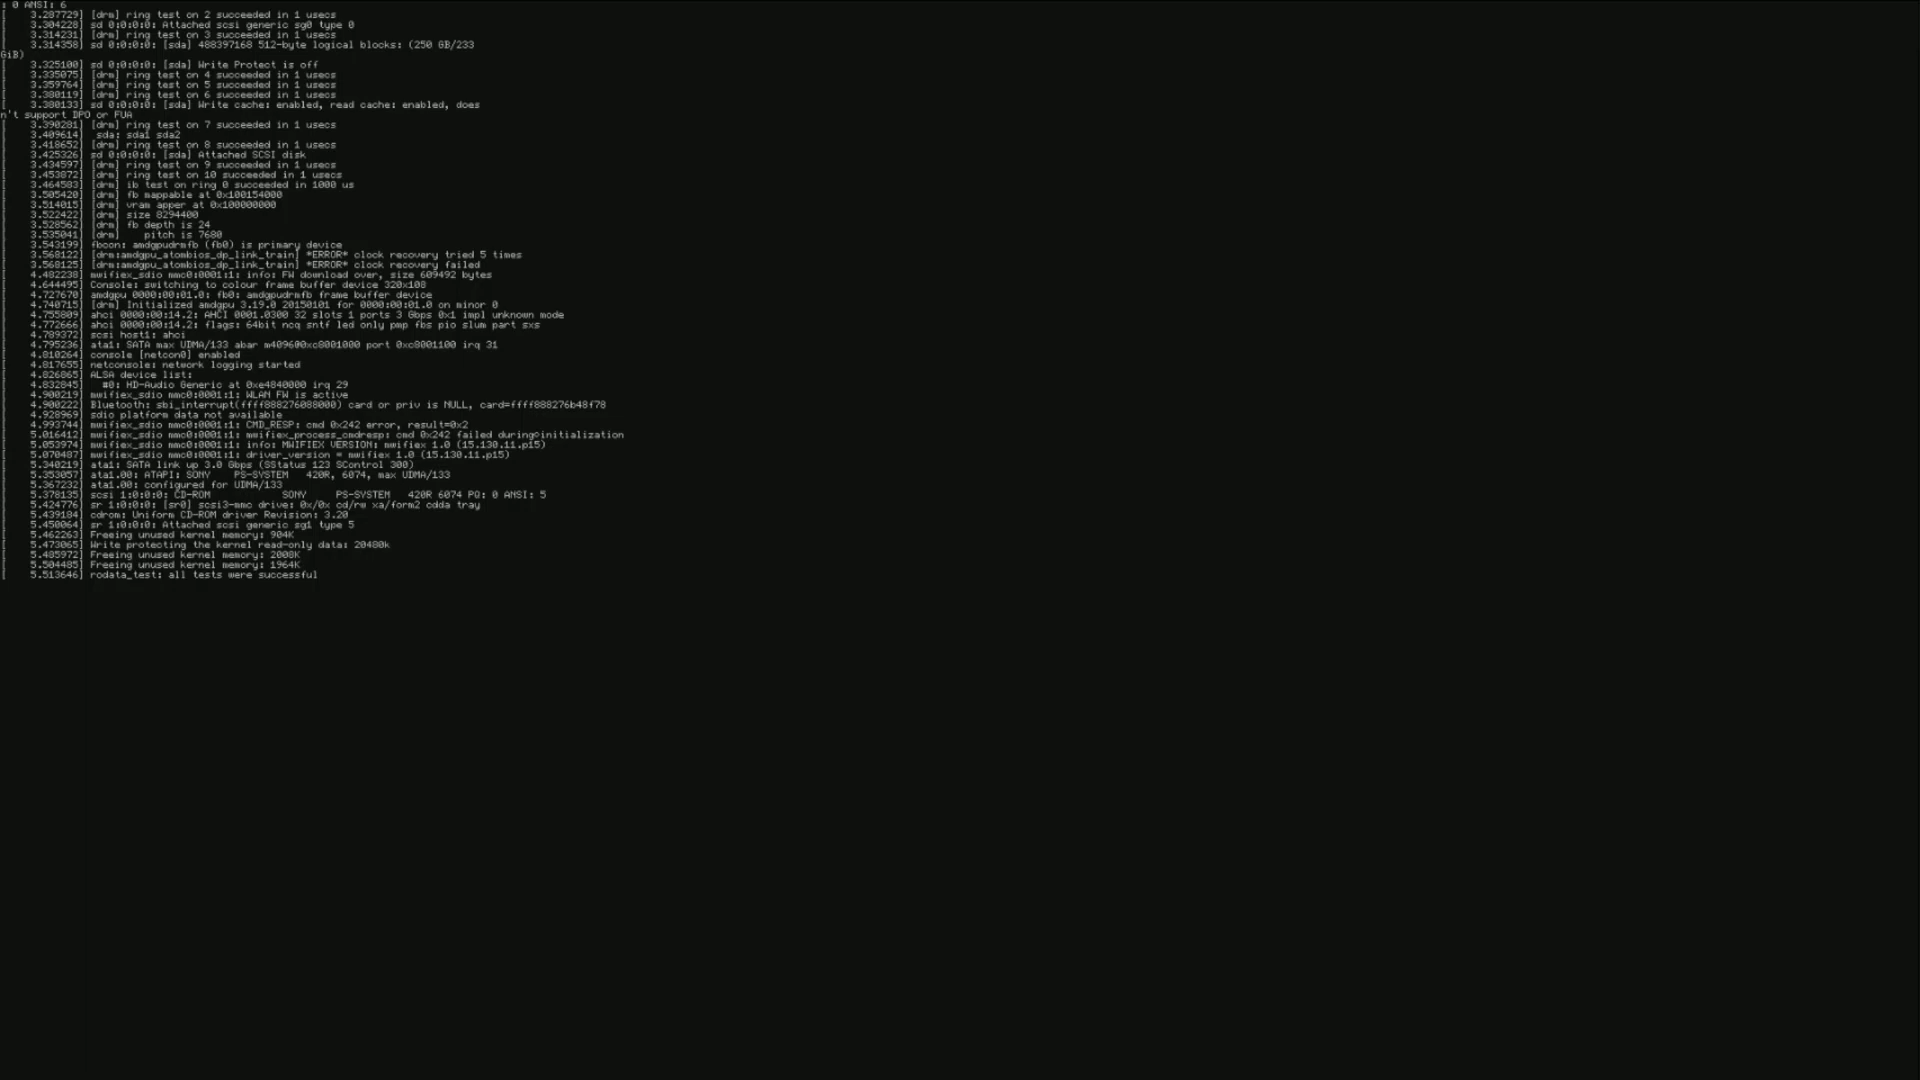 : 0 ANSI: 6
[    3.287729] [drm] ring test on 2 succeeded in 1 usecs
[    3.304228] sd 0:0:0:0: Attached scsi generic sg0 type 0
[    3.314231] [drm] ring test on 3 succeeded in 1 usecs
[    3.314358] sd 0:0:0:0: [sda] 488397168 512-byte logical blocks: (250 GB/233
GiB)
[    3.325100] sd 0:0:0:0: [sda] Write Protect is off
[    3.335075] [drm] ring test on 4 succeeded in 1 usecs
[    3.359764] [drm] ring test on 5 succeeded in 1 usecs
[    3.380119] [drm] ring test on 6 succeeded in 1 usecs
[    3.380133] sd 0:0:0:0: [sda] Write cache: enabled, read cache: enabled, does
n't support DPO or FUA
[    3.390281] [drm] ring test on 7 succeeded in 1 usecs
[    3.409614]  sda: sda1 sda2
[    3.418652] [drm] ring test on 8 succeeded in 1 usecs
[    3.425326] sd 0:0:0:0: [sda] Attached SCSI disk
[    3.434597] [drm] ring test on 9 succeeded in 1 usecs
[    3.453872] [drm] ring test on 10 succeeded in 1 usecs
[    3.464583] [drm] ib test on ring 0 succeeded in 1000 us
[    3.505420] [drm] fb mappable at 0x100154000
[    3.514015] [drm] vram apper at 0x100000000
[    3.522422] [drm] size 8294400
[    3.528562] [drm] fb depth is 24
[    3.535041] [drm]    pitch is 7680
[    3.543199] fbcon: amdgpudrmfb (fb0) is primary device
[    3.568122] [drm:amdgpu_atombios_dp_link_train] *ERROR* clock recovery tried 5 times
[    3.568125] [drm:amdgpu_atombios_dp_link_train] *ERROR* clock recovery failed
[    4.482238] mwifiex_sdio mmc0:0001:1: info: FW download over, size 609492 bytes
[    4.644495] Console: switching to colour frame buffer device 320x108
[    4.727670] amdgpu 0000:00:01.0: fb0: amdgpudrmfb frame buffer device
[    4.740715] [drm] Initialized amdgpu 3.19.0 20150101 for 0000:00:01.0 on minor 0
[    4.755809] ahci 0000:00:14.2: AHCI 0001.0300 32 slots 1 ports 3 Gbps 0x1 impl unknown mode
[    4.772666] ahci 0000:00:14.2: flags: 64bit ncq sntf led only pmp fbs pio slum part sxs
[    4.789372] scsi host1: ahci
[    4.795236] ata1: SATA max UDMA/133 abar m4096@0xc8001000 port 0xc8001100 irq 31
[    4.810264] console [netcon0] enabled
[    4.817655] netconsole: network logging started
[    4.826865] ALSA device list:
[    4.832845]   #0: HD-Audio Generic at 0xe4840000 irq 29
[    4.900219] mwifiex_sdio mmc0:0001:1: WLAN FW is active
[    4.900222] Bluetooth: sbi_interrupt(ffff888276088000) card or priv is NULL, card=ffff888276b48f78
[    4.928969] sdio platform data not available
[    4.993744] mwifiex_sdio mmc0:0001:1: CMD_RESP: cmd 0x242 error, result=0x2
[    5.016412] mwifiex_sdio mmc0:0001:1: mwifiex_process_cmdresp: cmd 0x242 failed during initialization
[    5.053974] mwifiex_sdio mmc0:0001:1: info: MWIFIEX VERSION: mwifiex 1.0 (15.130.11.p15)
[    5.070487] mwifiex_sdio mmc0:0001:1: driver_version = mwifiex 1.0 (15.130.11.p15)
[    5.340219] ata1: SATA link up 3.0 Gbps (SStatus 123 SControl 300)
[    5.353057] ata1.00: ATAPI: SONY    PS-SYSTEM   420R, 6074, max UDMA/133
[    5.367232] ata1.00: configured for UDMA/133
[    5.378135] scsi 1:0:0:0: CD-ROM            SONY     PS-SYSTEM   420R 6074 PQ: 0 ANSI: 5
[    5.424776] sr 1:0:0:0: [sr0] scsi3-mmc drive: 0x/0x cd/rw xa/form2 cdda tray
[    5.439184] cdrom: Uniform CD-ROM driver Revision: 3.20
[    5.450064] sr 1:0:0:0: Attached scsi generic sg1 type 5
[    5.462263] Freeing unused kernel memory: 904K
[    5.473065] Write protecting the kernel read-only data: 20480k
[    5.485972] Freeing unused kernel memory: 2008K
[    5.504485] Freeing unused kernel memory: 1964K
[    5.513646] rodata_test: all tests were successful